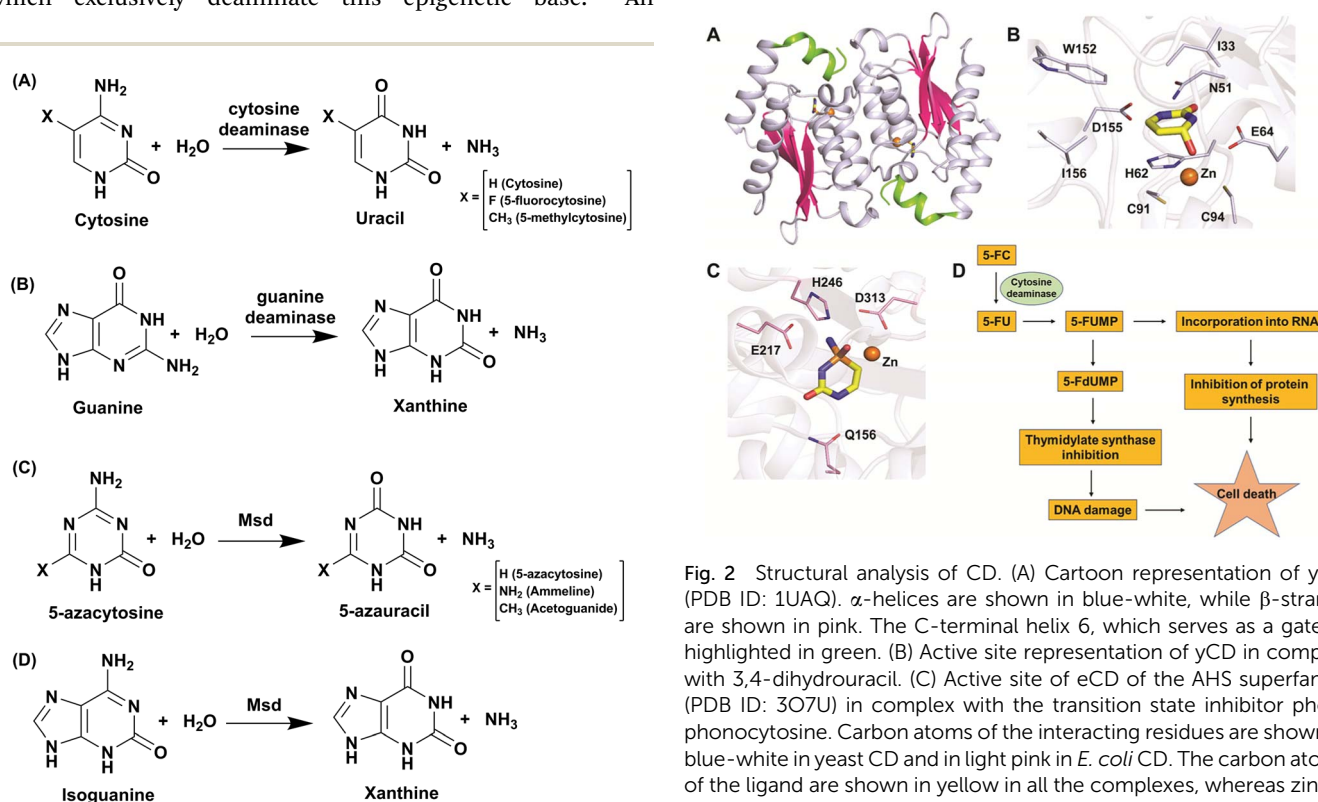 which exclusively deaminate this epigenetic base. An
(A)
NH₂
X
N
N
H
O
Cytosine
+ H₂O
cytosine
deaminase
O
X
NH
N
H
O
Uracil
+ NH₃
X =
H (Cytosine)
F (5-fluorocytosine)
CH₃ (5-methylcytosine)
(B)
O
N
NH
N
H
N
NH₂
Guanine
+ H₂O
guanine
deaminase
O
N
NH
N
H
N
H
O
Xanthine
+ NH₃
(C)
NH₂
N
N
X
N
H
O
5-azacytosine
+ H₂O
Msd
O
N
NH
X
N
H
O
5-azauracil
+ NH₃
X =
H (5-azacytosine)
NH₂ (Ammeline)
CH₃ (Acetoguanide)
(D)
NH₂
N
N
N
H
N
H
O
Isoguanine
+ H₂O
Msd
O
N
NH
N
H
N
H
O
Xanthine
+ NH₃
A
B
W152
I33
N51
D155
E64
I156
H62
Zn
C91
C94
C
H246
D313
E217
Zn
Q156
D
5-FC
Cytosine
deaminase
5-FU
5-FUMP
Incorporation into RNA
5-FdUMP
Inhibition of protein
synthesis
Thymidylate synthase
inhibition
Cell death
DNA damage
Fig. 2 Structural analysis of CD. (A) Cartoon representation of y
(PDB ID: 1UAQ). α-helices are shown in blue-white, while β-stran
are shown in pink. The C-terminal helix 6, which serves as a gate
highlighted in green. (B) Active site representation of yCD in comp
with 3,4-dihydrouracil. (C) Active site of eCD of the AHS superfam
(PDB ID: 3O7U) in complex with the transition state inhibitor pho
phonocytosine. Carbon atoms of the interacting residues are shown
blue-white in yeast CD and in light pink in E. coli CD. The carbon ato
of the ligand are shown in yellow in all the complexes, whereas zin